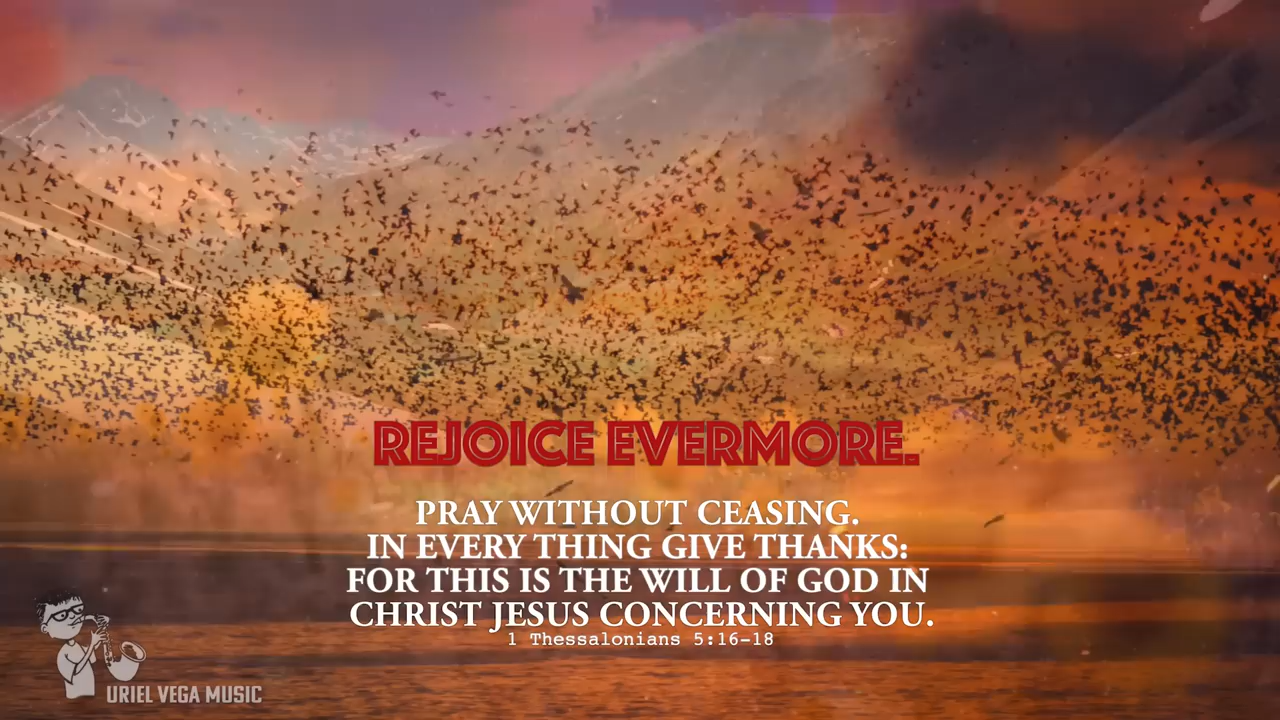 REJOICE EVERMORE.
PRAY WITHOUT CEASING.
IN EVERY THING GIVE THANKS:
FOR THIS IS THE WILL OF GOD IN
CHRIST JESUS CONCERNING YOU.
1 Thessalonians 5:16-18
URIEL VEGA MUSIC